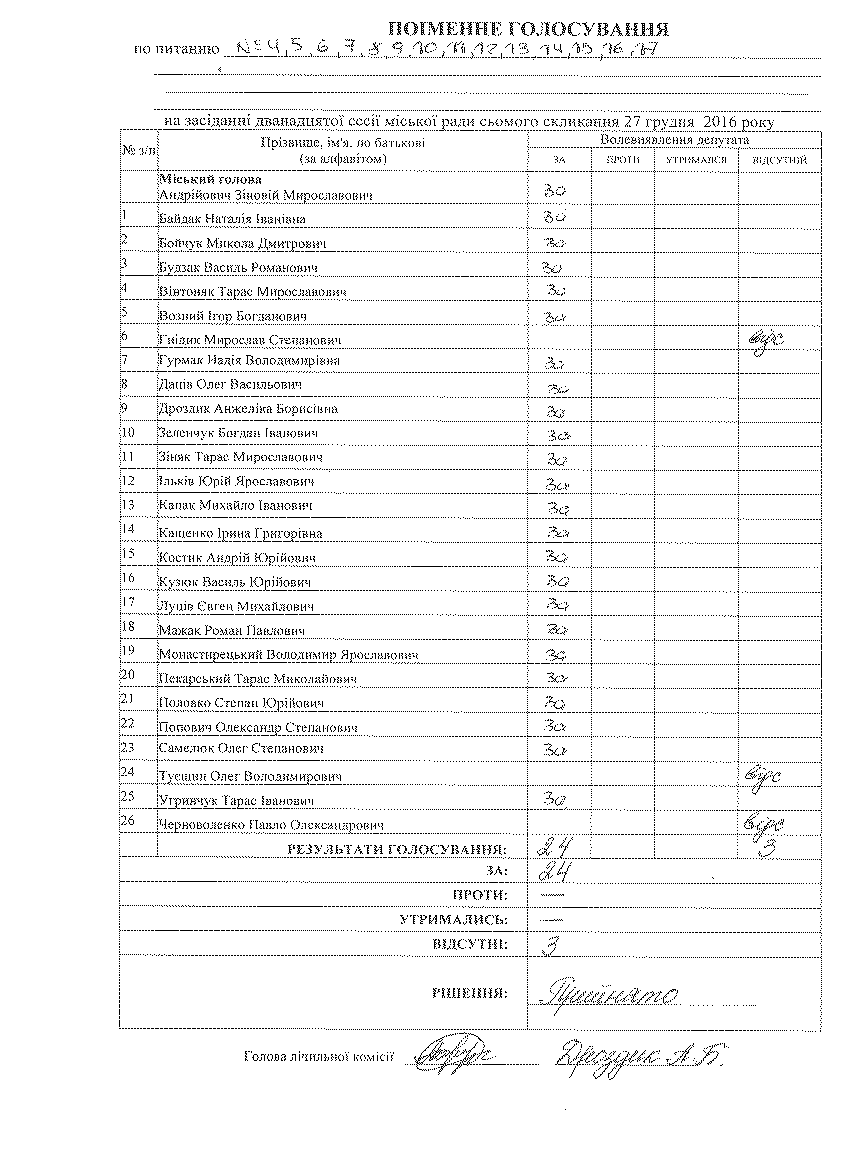 ПОІМЕННЕ ГОЛОСУВАННЯ
по питанню №4, 5, 6, 7, 8, 9, 10, 11, 12, 13, 14, 15, 16, 17
на засіданні дванадцятої сесії міської ради сьомого скликання 27 грудня 2016 року
№ з/п Прізвище, ім'я, по батькові Волевиявлення депутата
(за алфавітом) ЗА ПРОТИ УТРИМАВСЯ ВІДСУТНІЙ
Міський голова
Андрійович Зіновій Мирославович за
1 Байдак Наталія Іванівна за
2 Бойчук Микола Дмитрович за
3 Будзак Василь Романович за
4 Вівтоняк Тарас Мирославович за
5 Возний Ігор Богданович за
6 Гнідик Мирослав Степанович відс
7 Гурмак Надія Володимирівна за
8 Даців Олег Васильович за
9 Дроздик Анжеліка Борисівна за
10 Зеленчук Богдан Іванович за
11 Зіняк Тарас Мирославович за
12 Ільків Юрій Ярославович за
13 Капак Михайло Іванович за
14 Кащенко Ірина Григорівна за
15 Костик Андрій Юрійович за
16 Кузюк Василь Юрійович за
17 Луців Євген Михайлович за
18 Мажак Роман Павлович за
19 Монастирецький Володимир Ярославович за
20 Пекарський Тарас Миколайович за
21 Половко Степан Юрійович за
22 Попович Олександр Степанович за
23 Самелюк Олег Степанович за
24 Олег Володимирович відс
25 Угринчук Тарас Іванович за
26 Черноволенко Павло Олександрович відс
РЕЗУЛЬТАТИ ГОЛОСУВАННЯ: 24 3
ЗА: 24
ПРОТИ: —
УТРИМАЛИСЬ: —
ВІДСУТНІ: 3
РІШЕННЯ: Прийнято
Голова лічильної комісії Дроздик А.Б.